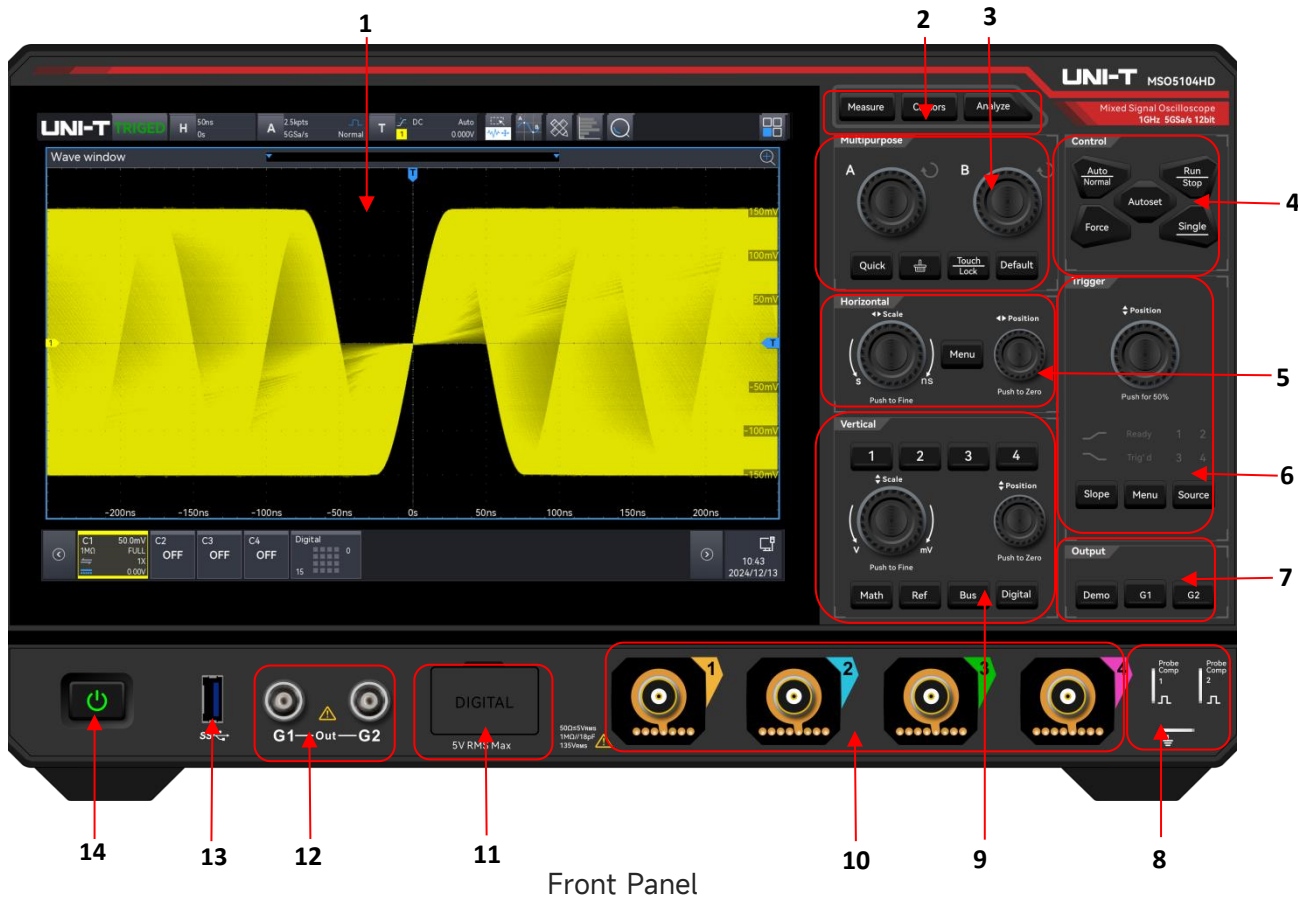 1
2
3
UNI-T MSO5104HD
Mixed Signal Oscilloscope
1GHz 5GSa/s 12bit
Measure
Cursors
Analyze
UNI-T TRIGED
H 50ns
0s
A 2.5kpts
5GSa/s Normal
T DC Auto
1 0.000V
Wave window
T
150mV
100mV
50mV
1
T
-50mV
-100mV
-150mV
-200ns -150ns -100ns -50ns 0s 50ns 100ns 150ns 200ns
C1 50.0mV
1MΩ FULL
1X
0.00V
C2
OFF
C3
OFF
C4
OFF
Digital
0
15
10:43
2024/12/13
Multipurpose
A
B
Quick
Touch
Lock
Default
Control
Auto
Normal
Run
Stop
Autoset
Force
Single
4
Horizontal
Scale
Position
Menu
s ns
Push to Fine
Push to Zero
5
Trigger
Position
Push for 50%
Ready 1 2
Trig'd 3 4
Slope
Menu
Source
6
Vertical
1
2
3
4
Scale
Position
V mV
Push to Fine
Push to Zero
Math
Ref
Bus
Digital
Output
Demo
G1
G2
7
SS
G1 Out G2
DIGITAL
5V RMS Max
50Ω≤5VRMS
1MΩ//18pF
135VRMS
1
2
3
4
Probe
Comp
1
Probe
Comp
2
14
13
12
11
10
9
8
Front Panel